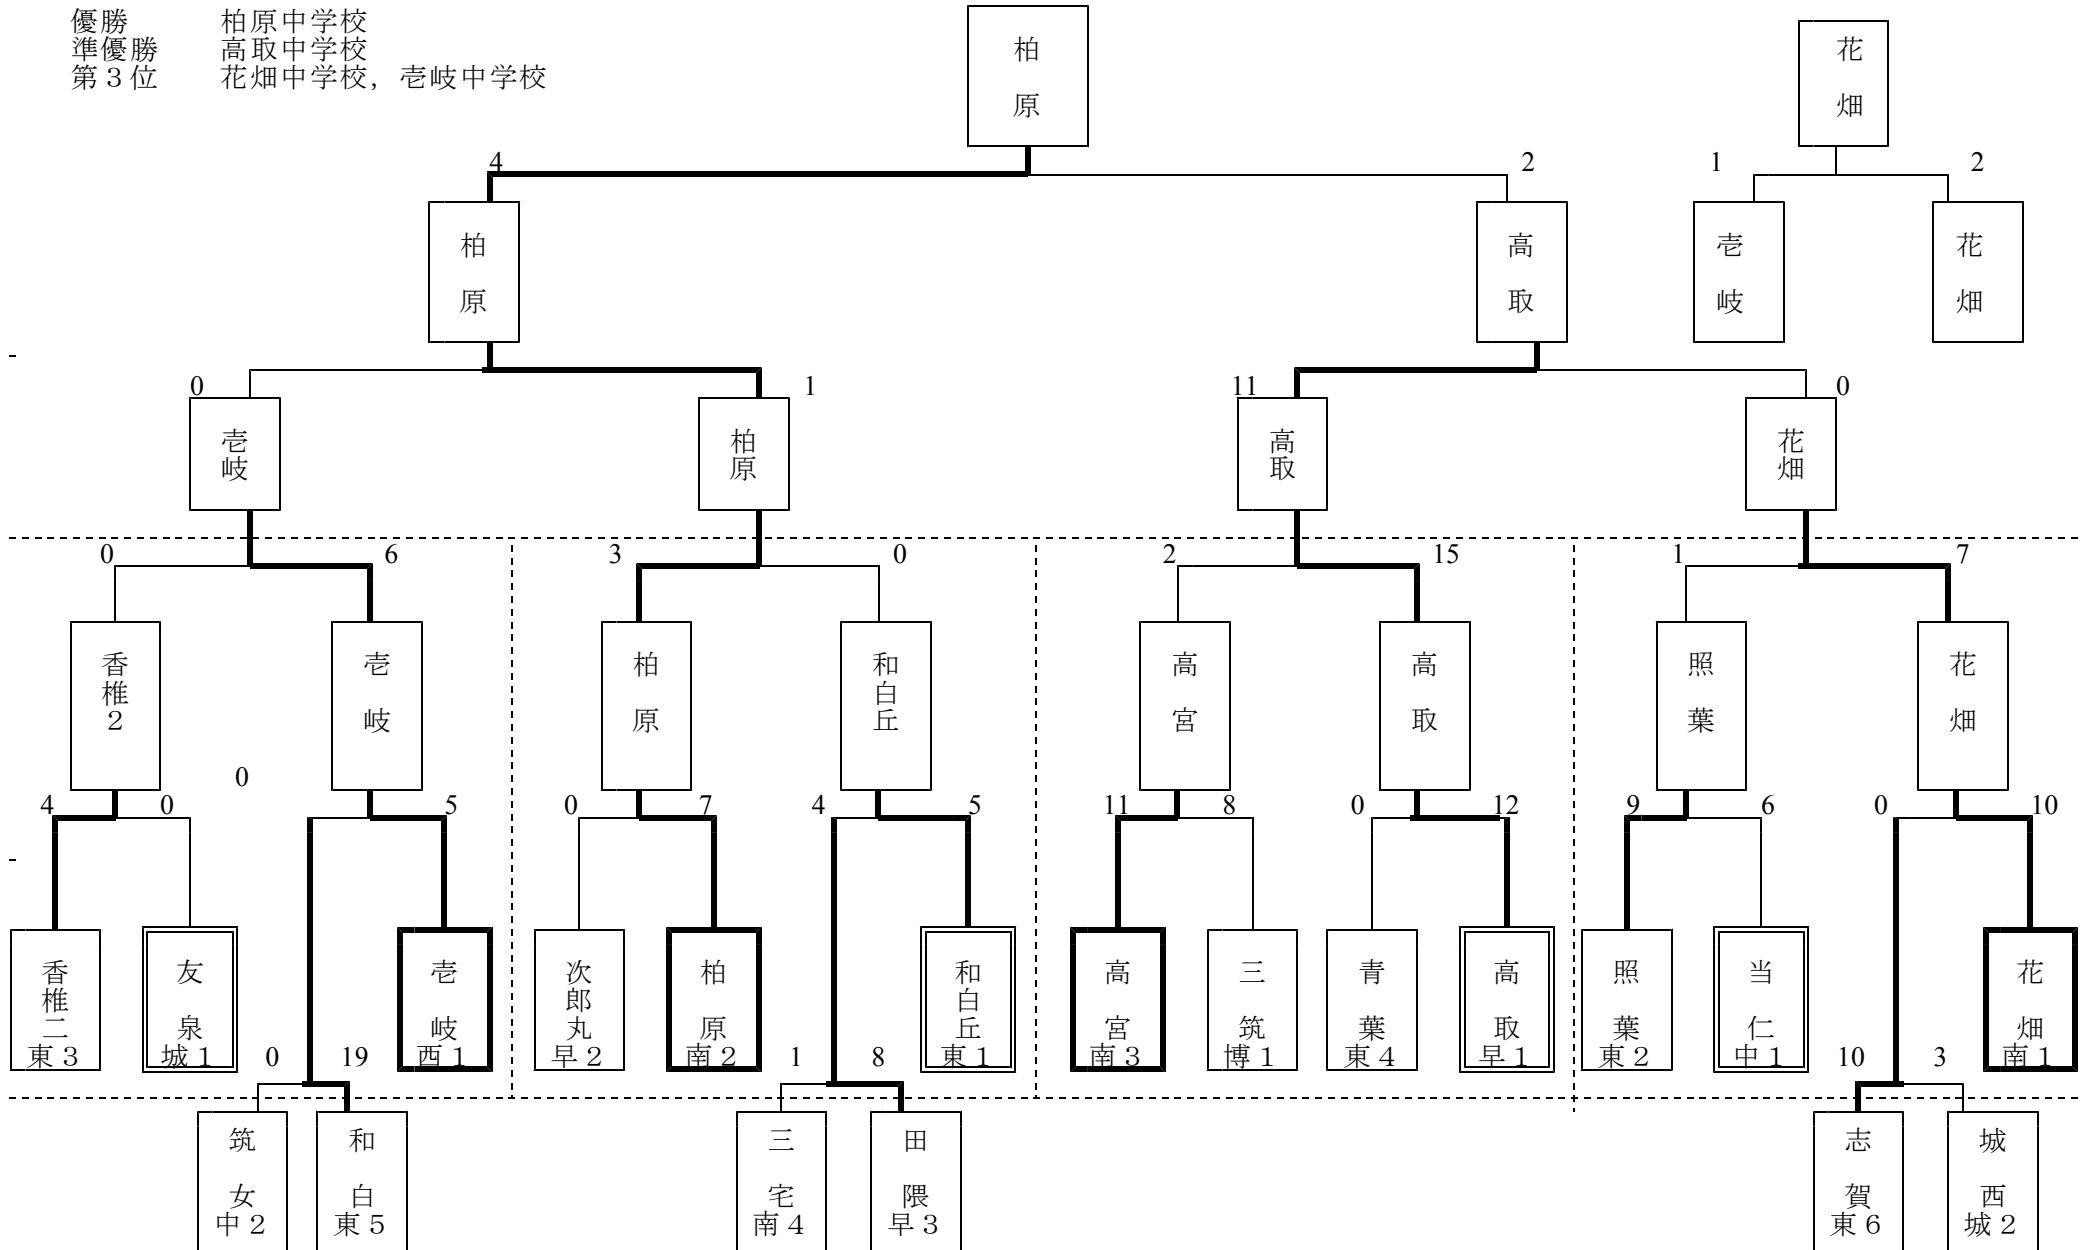 優勝 柏原中学校
準優勝 高取中学校
第３位 花畑中学校，壱岐中学校
柏原
花畑
4
2
1
2
柏原
高取
壱岐
花畑
0
1
11
0
壱岐
柏原
高取
花畑
0
6
3
0
2
15
1
7
香椎２
壱岐
柏原
和白丘
高宮
高取
照葉
花畑
0
4
0
5
0
7
4
5
11
8
0
12
9
6
0
10
香椎二
東３
友泉
城１
壱岐
西１
次郎丸
早２
柏原
南２
和白丘
東１
高宮
南３
三筑
博１
青葉
東４
高取
早１
照葉
東２
当仁
中１
花畑
南１
0
19
1
8
10
3
筑女
中２
和白
東５
三宅
南４
田隈
早３
志賀
東６
城西
城２